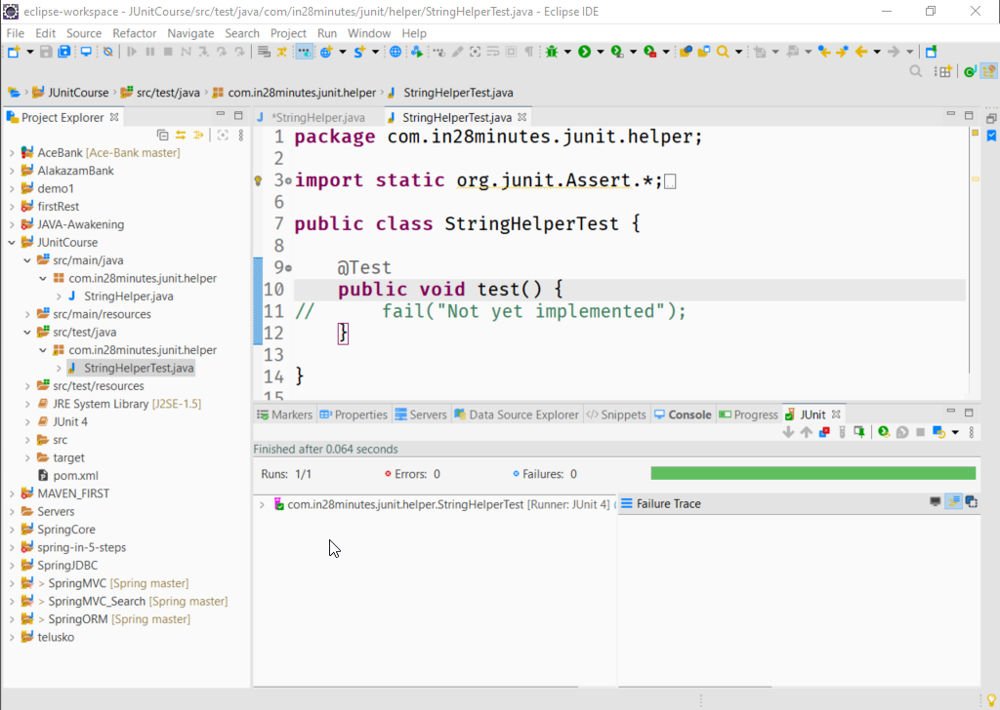 eclipse-workspace - JUnitCourse/src/test/java/com/in28minutes/junit/helper/StringHelperTest.java - Eclipse IDE
File Edit Source Refactor Navigate Search Project Run Window Help
JUnitCourse src/test/java com.in28minutes.junit.helper StringHelperTest.java
Project Explorer
AceBank [Ace-Bank master]
AlakazamBank
demo1
firstRest
JAVA-Awakening
JUnitCourse
src/main/java
com.in28minutes.junit.helper
StringHelper.java
src/main/resources
src/test/java
com.in28minutes.junit.helper
StringHelperTest.java
src/test/resources
JRE System Library [J2SE-1.5]
JUnit 4
src
target
pom.xml
MAVEN_FIRST
Servers
SpringCore
spring-in-5-steps
SpringJDBC
> SpringMVC [Spring master]
> SpringMVC_Search [Spring master]
> SpringORM [Spring master]
telusko
*StringHelper.java StringHelperTest.java
1 package com.in28minutes.junit.helper;
2
3 import static org.junit.Assert.*;
6
7 public class StringHelperTest {
8
9 @Test
10 public void test() {
11 // fail("Not yet implemented");
12 }
13
14 }
15
Markers Properties Servers Data Source Explorer Snippets Console Progress JUnit
Finished after 0.064 seconds
Runs: 1/1 Errors: 0 Failures: 0
com.in28minutes.junit.helper.StringHelperTest [Runner: JUnit 4] (
Failure Trace